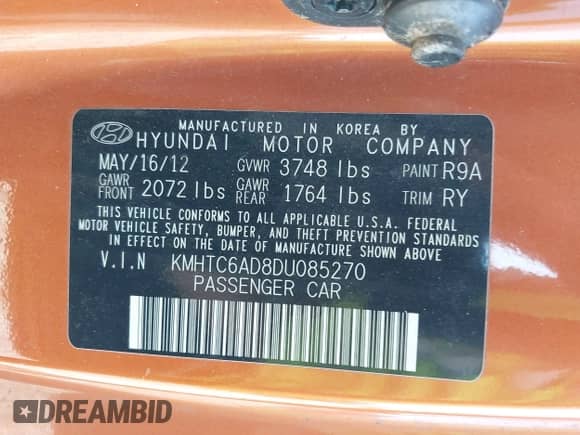 MANUFACTURED IN KOREA BY
HYUNDAI MOTOR COMPANY
MAY/16/12 GVWR 3748 lbs PAINT R9A
GAWR FRONT 2072 lbs GAWR REAR 1764 lbs TRIM RY
THIS VEHICLE CONFORMS TO ALL APPLICABLE U.S.A. FEDERAL
MOTOR VEHICLE SAFETY, BUMPER, AND THEFT PREVENTION STANDARDS
IN EFFECT ON THE DATE OF MANUFACTURE SHOWN ABOVE
V.I.N KMHTC6AD8DU085270
PASSENGER CAR
DREAMBID